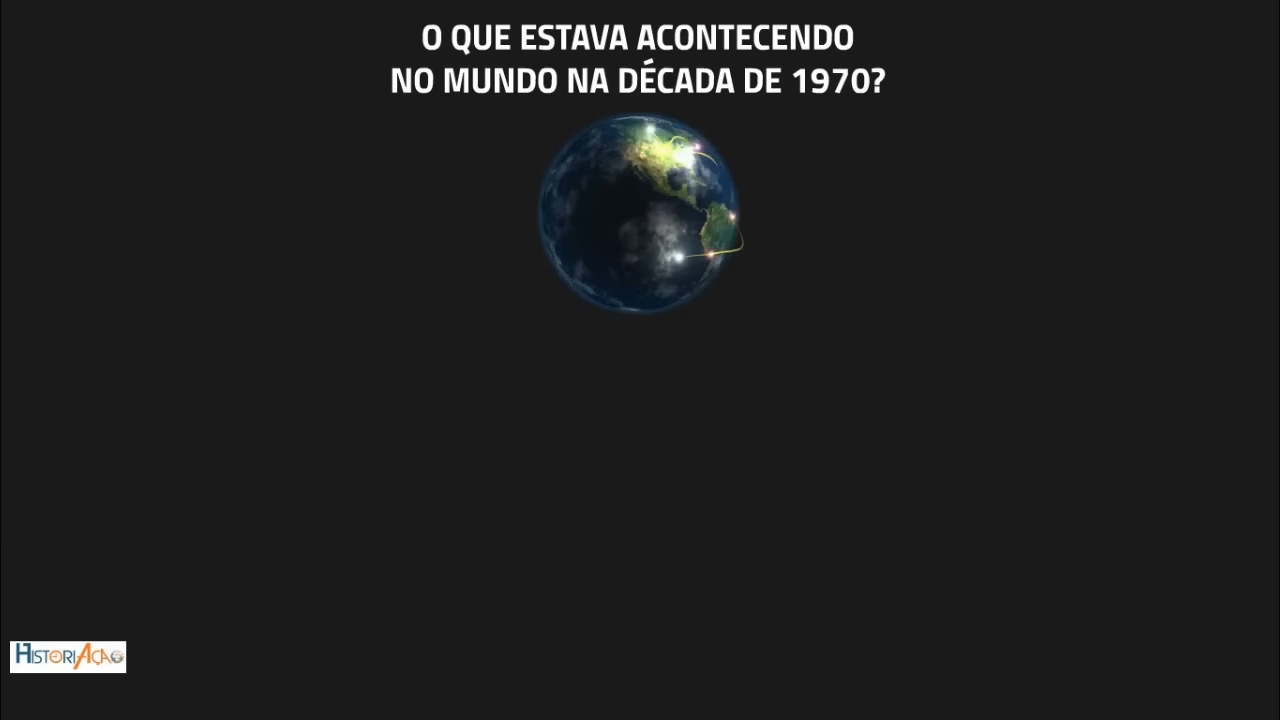 O QUE ESTAVA ACONTECENDO
NO MUNDO NA DÉCADA DE 1970?
HISTORIAÇÃO